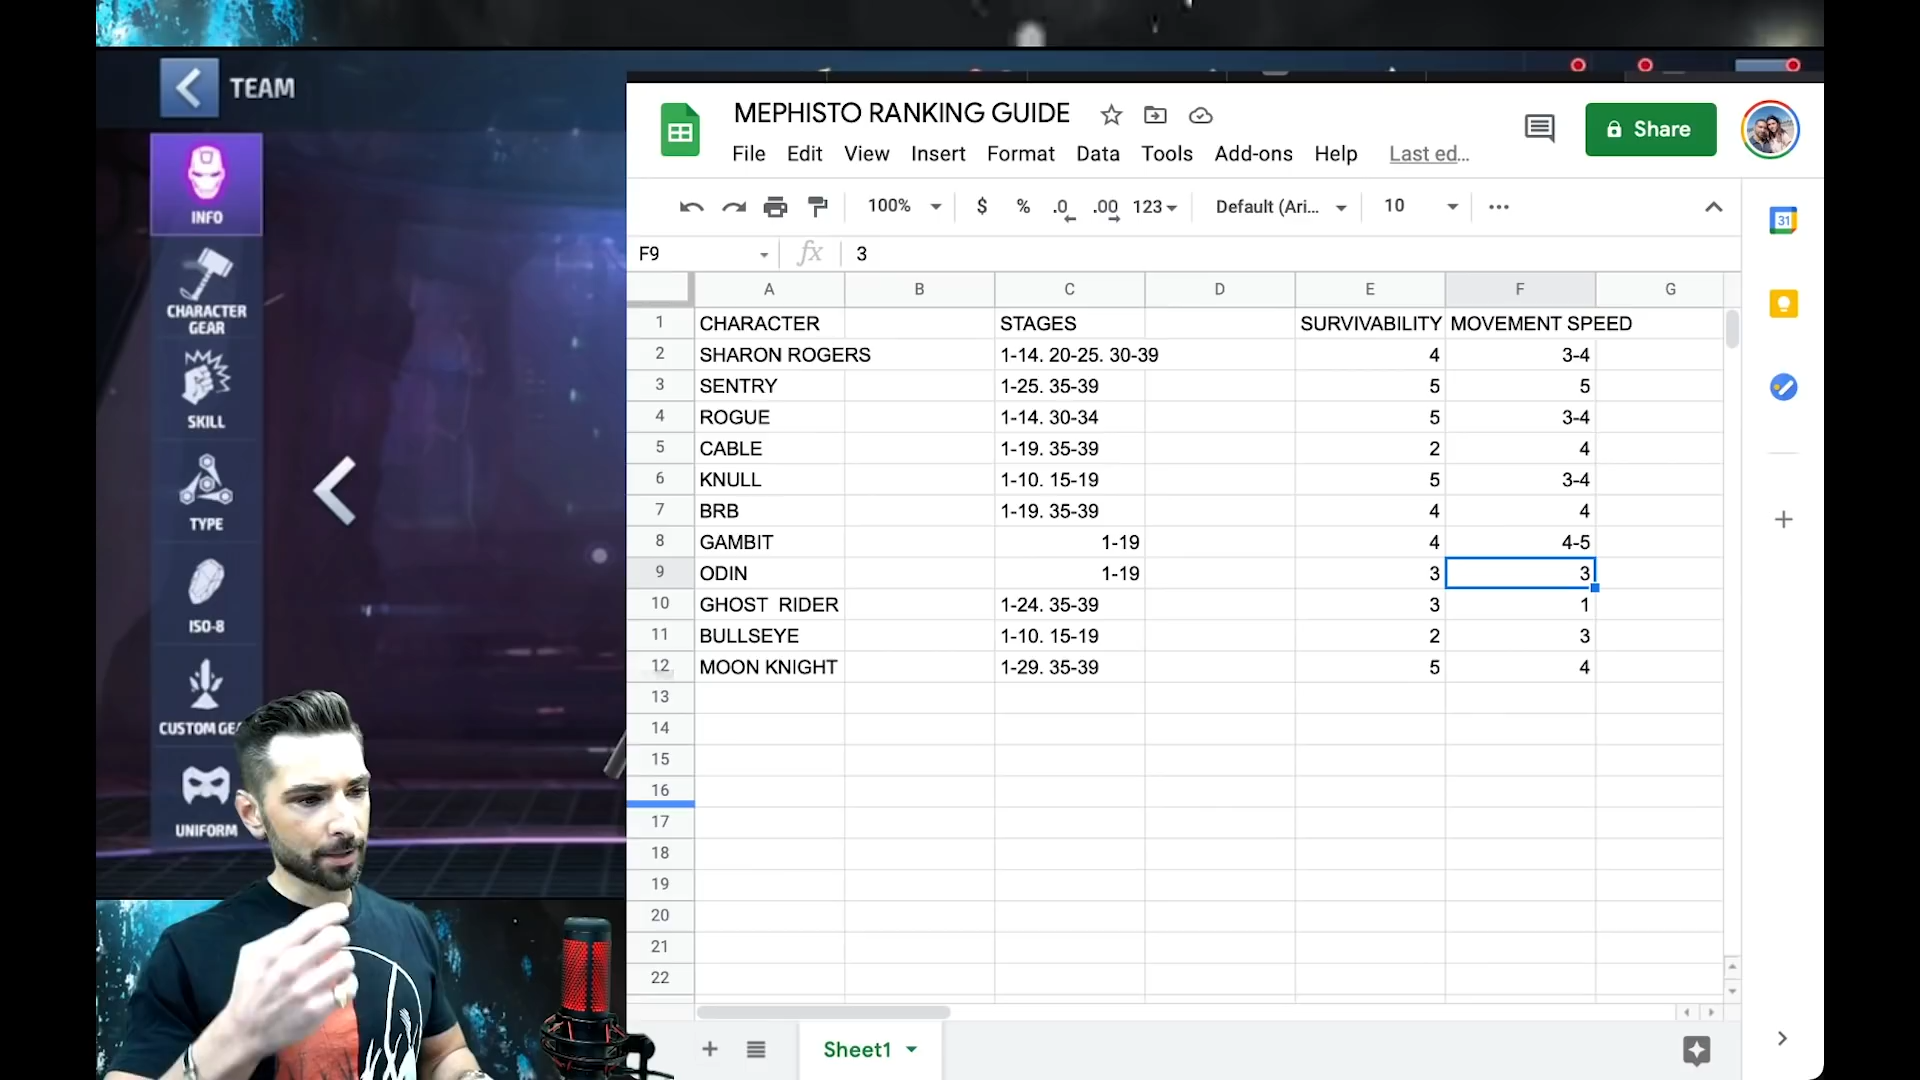 TEAM
INFO
CHARACTER
GEAR
SKILL
TYPE
ISO-8
CUSTOM GEA
UNIFORM
MEPHISTO RANKING GUIDE
File Edit View Insert Format Data Tools Add-ons Help Last ed...
Share
100% $ % .0 .00 123 Default (Ari... 10 ...
F9 fx 3
A B C D E F G
1 CHARACTER STAGES SURVIVABILITY MOVEMENT SPEED
2 SHARON ROGERS 1-14. 20-25. 30-39 4 3-4
3 SENTRY 1-25. 35-39 5 5
4 ROGUE 1-14. 30-34 5 3-4
5 CABLE 1-19. 35-39 2 4
6 KNULL 1-10. 15-19 5 3-4
7 BRB 1-19. 35-39 4 4
8 GAMBIT 1-19 4 4-5
9 ODIN 1-19 3 3
10 GHOST RIDER 1-24. 35-39 3 1
11 BULLSEYE 1-10. 15-19 2 3
12 MOON KNIGHT 1-29. 35-39 5 4
13
14
15
16
17
18
19
20
21
22
Sheet1
31